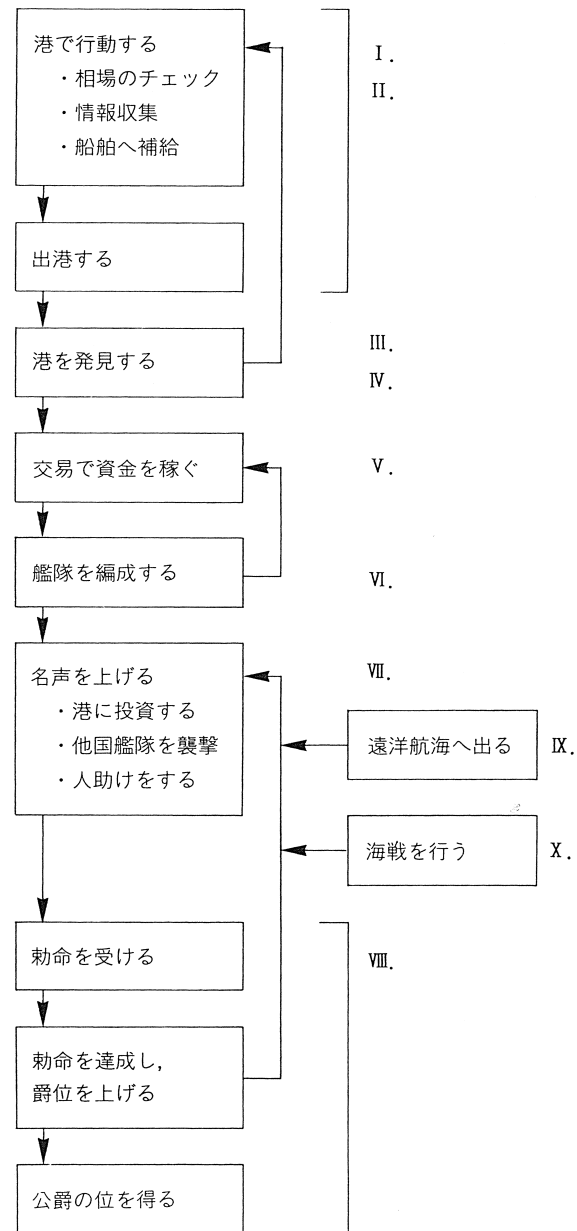 港で行動する
・相場のチェック
・情報収集
・船舶へ補給
Ⅰ.
Ⅱ.
出港する
港を発見する
Ⅲ.
Ⅳ.
交易で資金を稼ぐ
Ⅴ.
艦隊を編成する
Ⅵ.
名声を上げる
・港に投資する
・他国艦隊を襲撃
・人助けをする
Ⅶ.
遠洋航海へ出る
Ⅸ.
海戦を行う
Ⅹ.
勅命を受ける
Ⅷ.
勅命を達成し,
爵位を上げる
公爵の位を得る